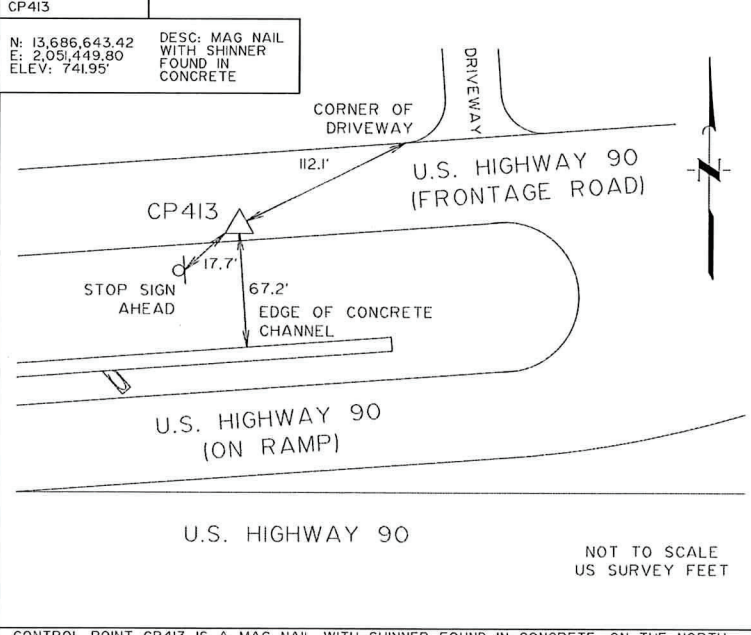 CP413
N: 13,686,643.42
E: 2,051,449.80
ELEV: 741.95'
DESC: MAG NAIL
WITH SHINNER
FOUND IN
CONCRETE
DRIVEWAY
CORNER OF
DRIVEWAY
112.1'
U.S. HIGHWAY 90
(FRONTAGE ROAD)
N
CP413
17.7'
STOP SIGN
AHEAD
67.2'
EDGE OF CONCRETE
CHANNEL
U.S. HIGHWAY 90
(ON RAMP)
U.S. HIGHWAY 90
NOT TO SCALE
US SURVEY FEET
CONTROL POINT CP413 IS A MAG NAIL WITH SHINNER FOUND IN CONCRETE, ON THE NORTH